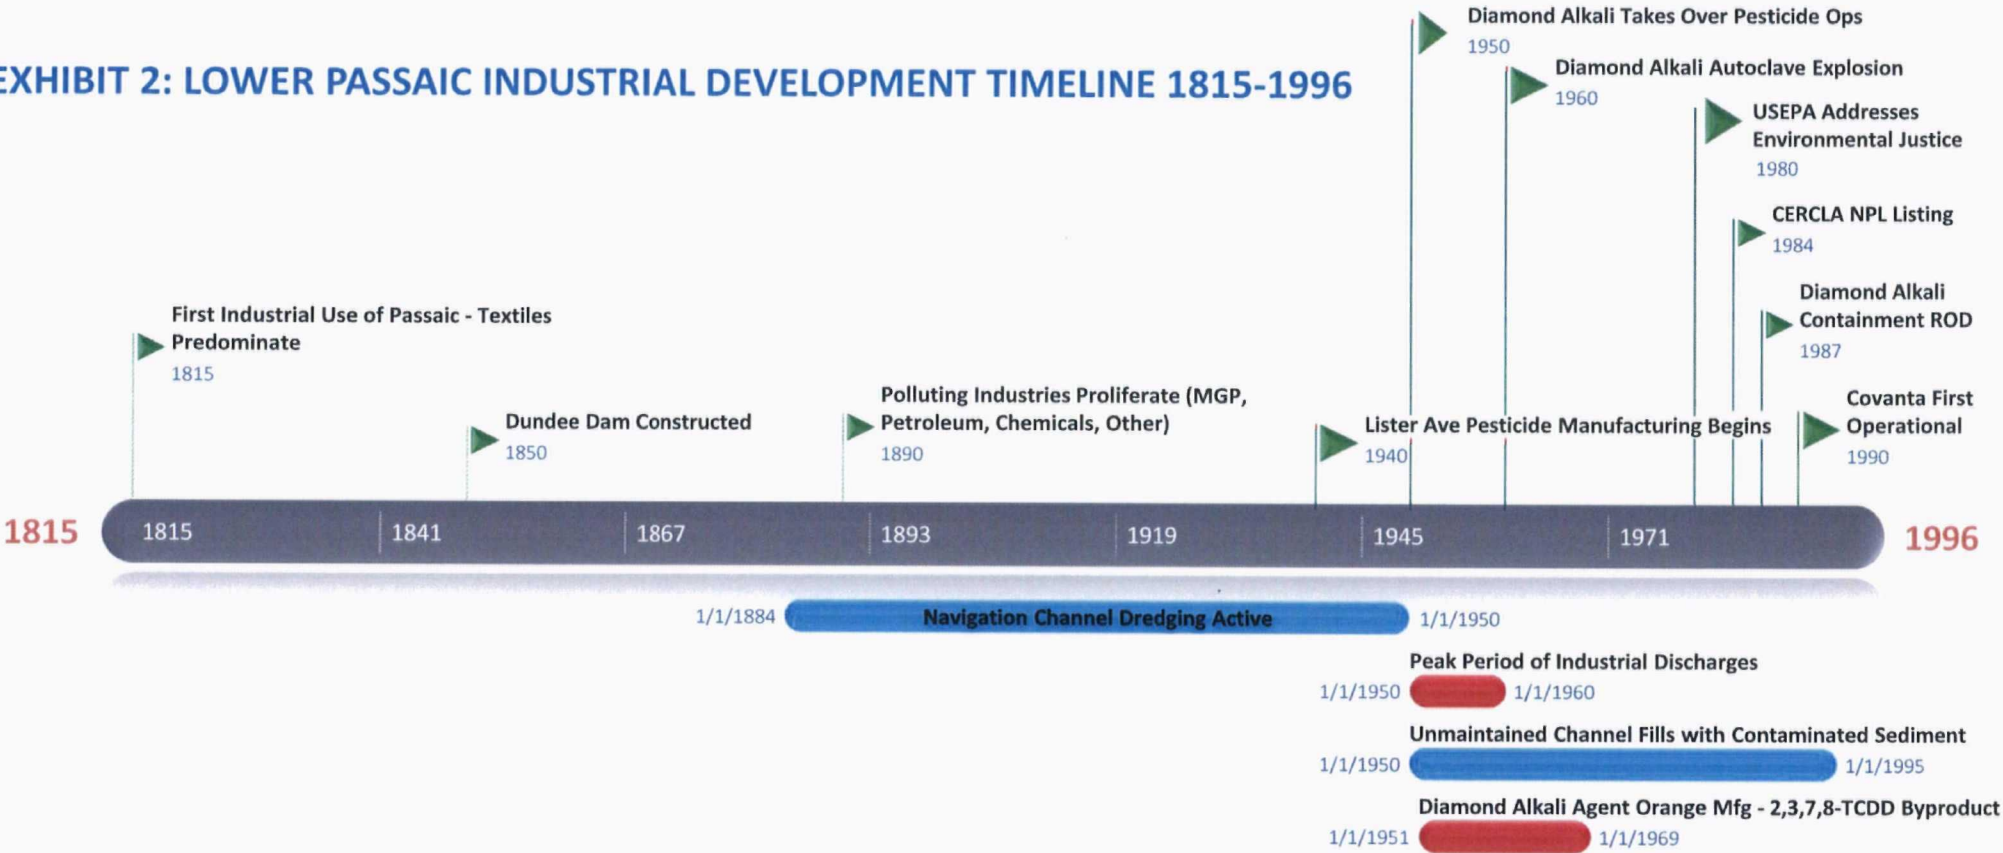 EXHIBIT 2: LOWER PASSAIC INDUSTRIAL DEVELOPMENT TIMELINE 1815-1996
Diamond Alkali Takes Over Pesticide Ops
1950
Diamond Alkali Autoclave Explosion
1960
USEPA Addresses
Environmental Justice
1980
CERCLA NPL Listing
1984
Diamond Alkali
Containment ROD
1987
First Industrial Use of Passaic - Textiles
Predominate
1815
Dundee Dam Constructed
1850
Polluting Industries Proliferate (MGP,
Petroleum, Chemicals, Other)
1890
Lister Ave Pesticide Manufacturing Begins
1940
Covanta First
Operational
1990
1815
1815
1841
1867
1893
1919
1945
1971
1996
1/1/1884
Navigation Channel Dredging Active
1/1/1950
Peak Period of Industrial Discharges
1/1/1950
1/1/1960
Unmaintained Channel Fills with Contaminated Sediment
1/1/1950
1/1/1995
Diamond Alkali Agent Orange Mfg - 2,3,7,8-TCDD Byproduct
1/1/1951
1/1/1969